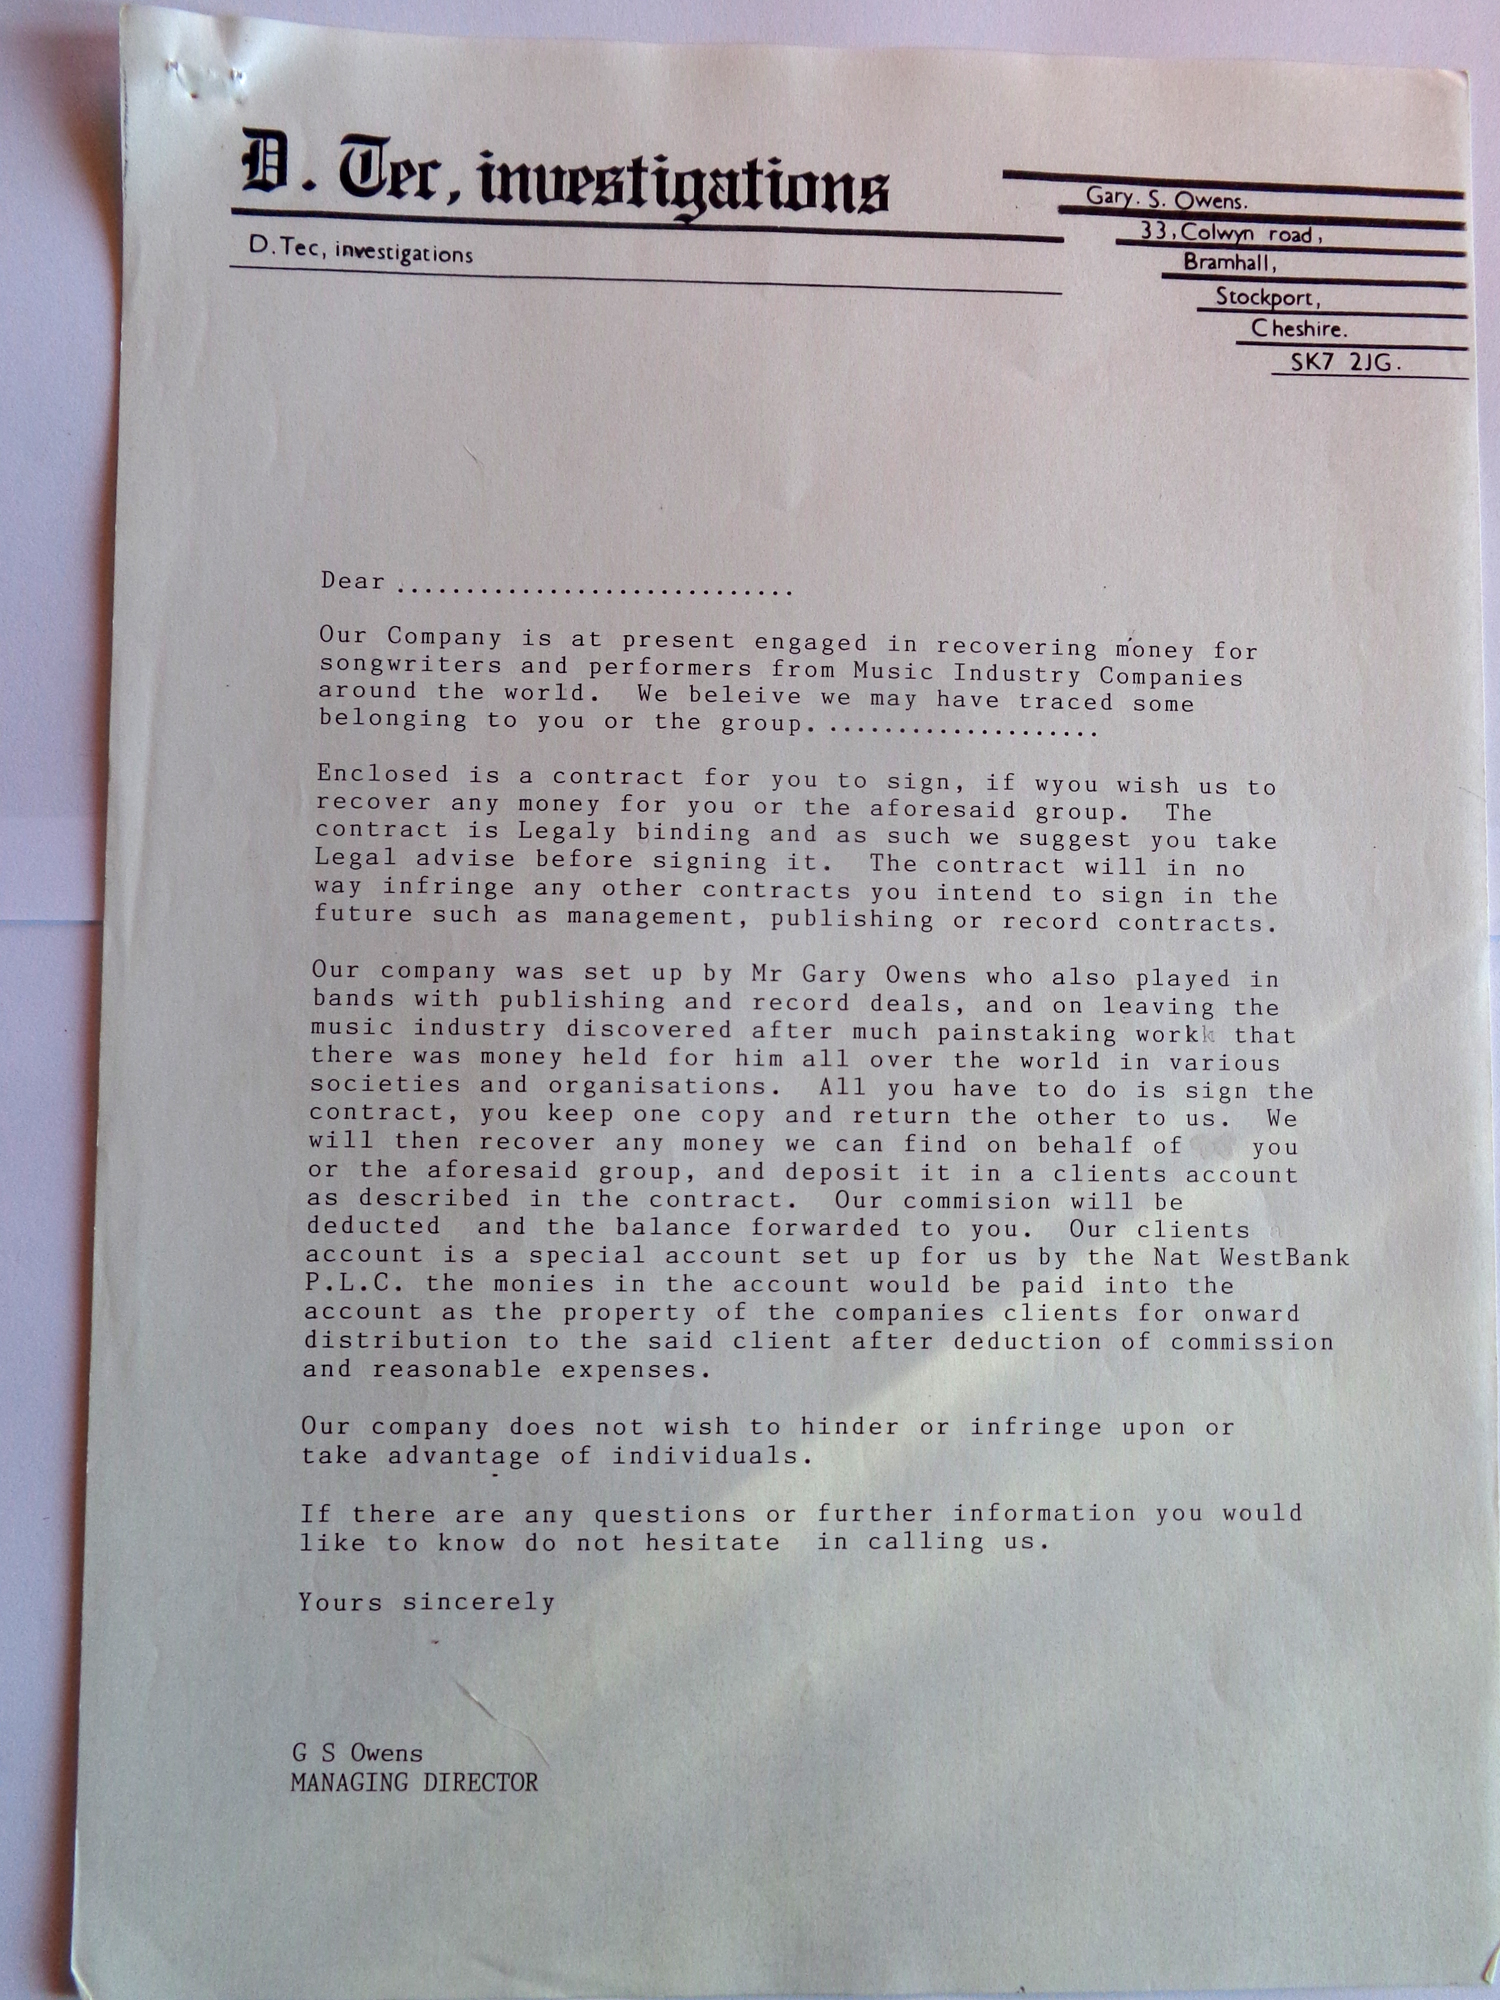 D. Tec, investigations
D.Tec, investigations
Gary. S. Owens.
33, Colwyn road,
Bramhall,
Stockport,
Cheshire.
SK7 2JG.
Dear ..............................
Our Company is at present engaged in recovering money for
songwriters and performers from Music Industry Companies
around the world. We beleive we may have traced some
belonging to you or the group. ....................
Enclosed is a contract for you to sign, if wyou wish us to
recover any money for you or the aforesaid group. The
contract is Legaly binding and as such we suggest you take
Legal advise before signing it. The contract will in no
way infringe any other contracts you intend to sign in the
future such as management, publishing or record contracts.
Our company was set up by Mr Gary Owens who also played in
bands with publishing and record deals, and on leaving the
music industry discovered after much painstaking workk that
there was money held for him all over the world in various
societies and organisations. All you have to do is sign the
contract, you keep one copy and return the other to us. We
will then recover any money we can find on behalf of you
or the aforesaid group, and deposit it in a clients account
as described in the contract. Our commision will be
deducted and the balance forwarded to you. Our clients
account is a special account set up for us by the Nat WestBank
P.L.C. the monies in the account would be paid into the
account as the property of the companies clients for onward
distribution to the said client after deduction of commission
and reasonable expenses.
Our company does not wish to hinder or infringe upon or
take advantage of individuals.
If there are any questions or further information you would
like to know do not hesitate in calling us.
Yours sincerely
G S Owens
MANAGING DIRECTOR